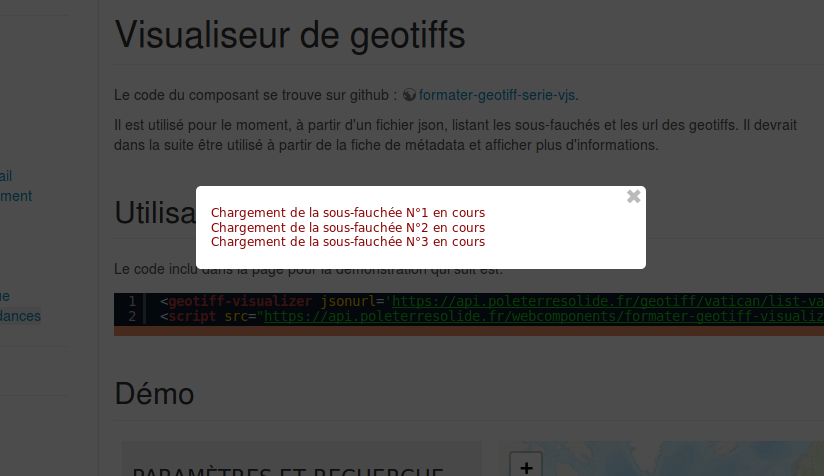 Visualiseur de geotiffs
Le code du composant se trouve sur github : formater-geotiff-serie-vjs.
Il est utilisé pour le moment, à partir d'un fichier json, listant les sous-fauchés et les url des geotiffs. Il devrait
dans la suite être utilisé à partir de la fiche de métadata et afficher plus d'informations.
ail
ment
Utilisa
Chargement de la sous-fauchée N°1 en cours
Chargement de la sous-fauchée N°2 en cours
Chargement de la sous-fauchée N°3 en cours
Le code inclu dans la page pour la démonstration qui suit est:
ue
dances
1 <geotiff-visualizer jsonurl='https://api.poleterresolide.fr/geotiff/vatican/list-va
2 <script src="https://api.poleterresolide.fr/webcomponents/formater-geotiff-visualiz
Démo
PARAMÈTRES ET RECHERCHE
+